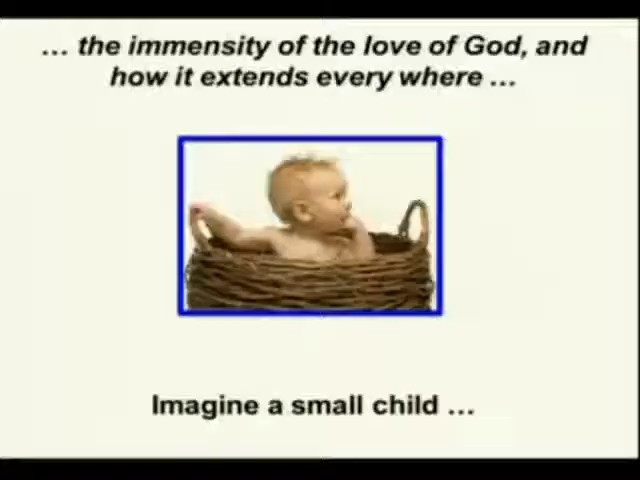 … the immensity of the love of God, and
how it extends every where …
Imagine a small child …